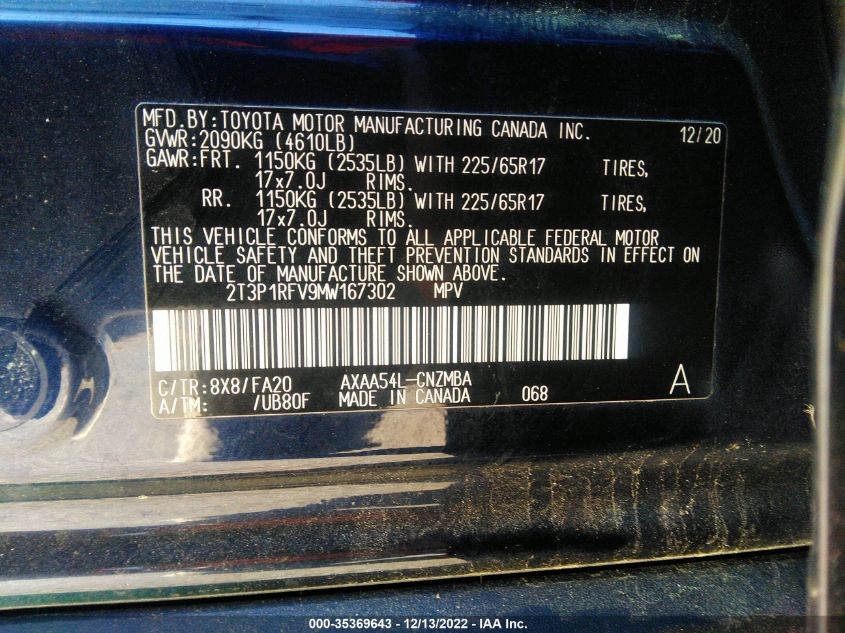 MFD.BY:TOYOTA MOTOR MANUFACTURING CANADA INC. 12/20
GVWR:2090KG (4610LB)
GAWR:FRT. 1150KG (2535LB) WITH 225/65R17 TIRES,
17x7.0J RIMS.
RR. 1150KG (2535LB) WITH 225/65R17 TIRES,
17x7.0J RIMS.
THIS VEHICLE CONFORMS TO ALL APPLICABLE FEDERAL MOTOR
VEHICLE SAFETY AND THEFT PREVENTION STANDARDS IN EFFECT ON
THE DATE OF MANUFACTURE SHOWN ABOVE.
2T3P1RFV9MW167302 MPV
C/TR:8X8/FA20 AXAA54L-CNZMBA A
A/TM: /UB80F MADE IN CANADA 068
000-35369643 - 12/13/2022 - IAA Inc.